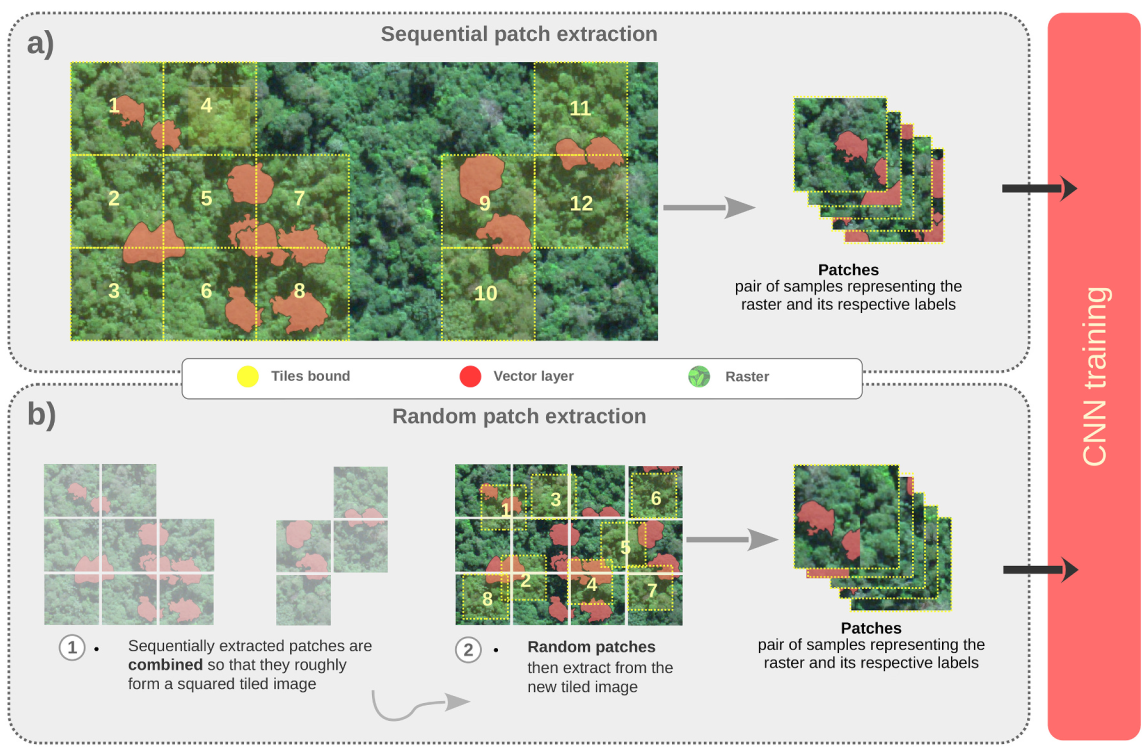 a)
Sequential patch extraction
1
4
11
2
5
7
9
12
3
6
8
10
Patches
pair of samples representing the
raster and its respective labels
Tiles bound
Vector layer
Raster
b)
Random patch extraction
1
3
6
5
2
4
7
8
1
• Sequentially extracted patches are
combined so that they roughly
form a squared tiled image
2
• Random patches
then extract from the
new tiled image
Patches
pair of samples representing the
raster and its respective labels
CNN training